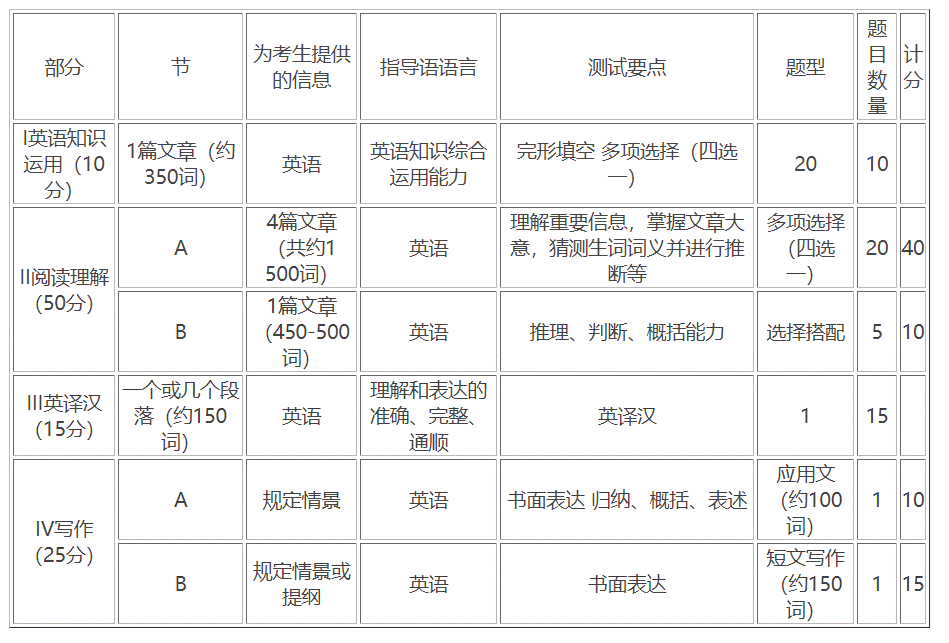 部分
节
为考生提供
的信息
指导语语言
测试要点
题型
题
目
数
量
计
分
I英语知识
运用（10
分）
1篇文章（约
350词）
英语
英语知识综合
运用能力
完形填空 多项选择（四选
一）
20
10
II阅读理解
（50分）
A
4篇文章
（共约1
500词）
英语
理解重要信息，掌握文章大
意，猜测生词词义并进行推
断等
多项选择
（四选
一）
20
40
B
1篇文章
（450-500
词）
英语
推理、判断、概括能力
选择搭配
5
10
III英译汉
（15分）
一个或几个段
落（约150
词）
英语
理解和表达的
准确、完整、
通顺
英译汉
1
15
IV写作
（25分）
A
规定情景
英语
书面表达 归纳、概括、表述
应用文
（约100
词）
1
10
B
规定情景或
提纲
英语
书面表达
短文写作
（约150
词）
1
15